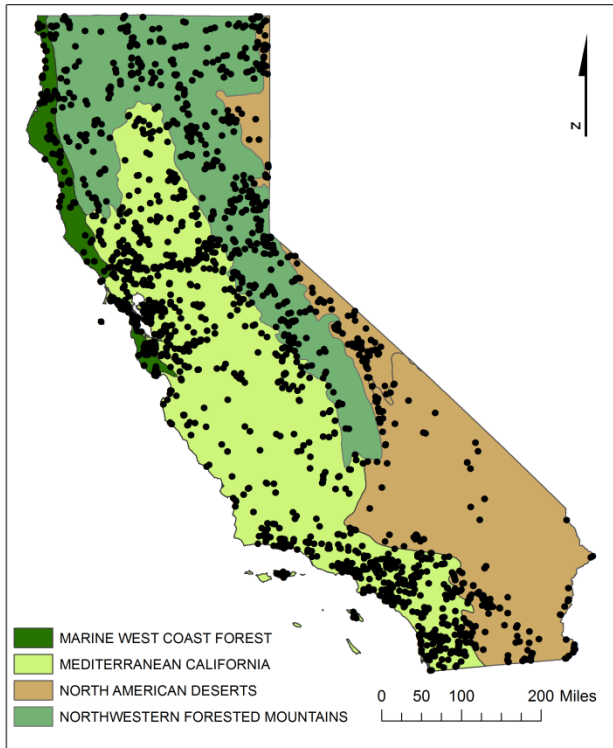 N
MARINE WEST COAST FOREST
MEDITERRANEAN CALIFORNIA
NORTH AMERICAN DESERTS
NORTHWESTERN FORESTED MOUNTAINS
0 50 100 200 Miles